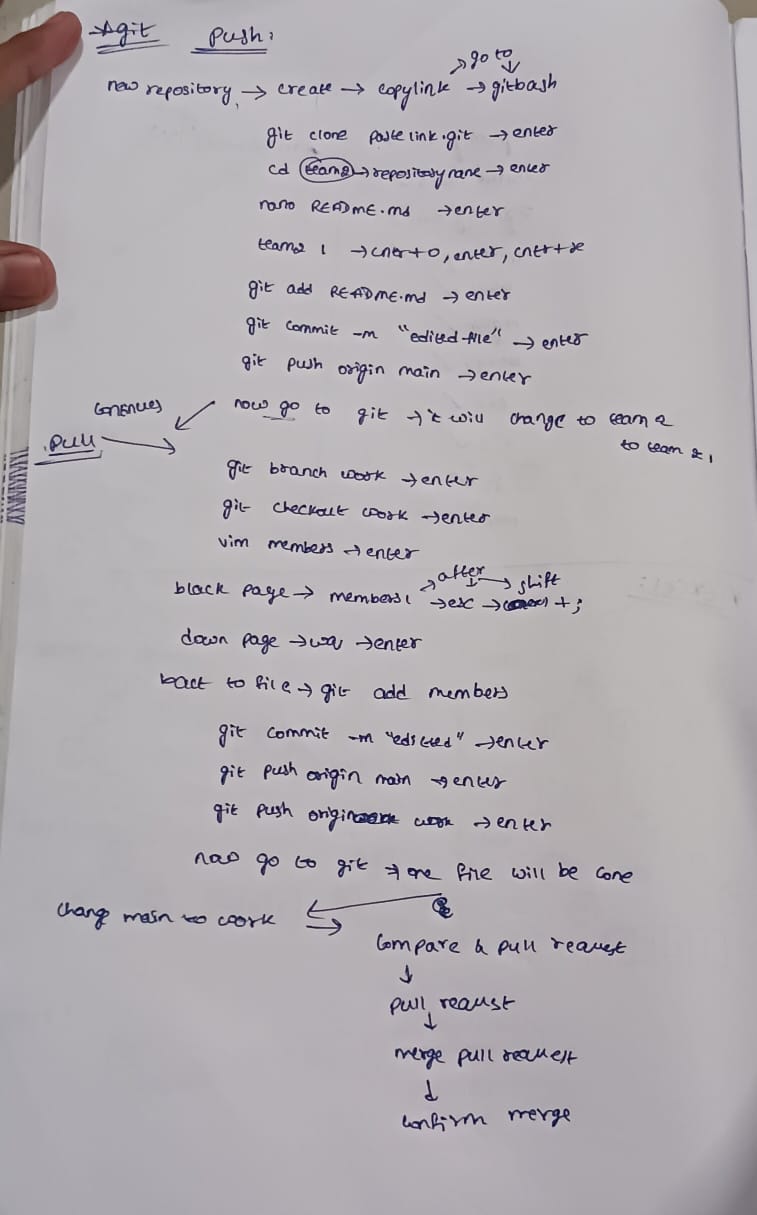 → git push:
→ go to
new repository → create → copy link → gitbash
git clone paste link.git → enter
cd team2 → repository name → enter
nano README.md → enter
team2 1 → cntr+o, enter, cntr+x
git add README.md → enter
git commit -m "edited-file" → enter
git push origin main → enter
continues now go to git → it will change to team 2
to team 2 1
Pull →
git branch work → enter
git checkout work → enter
vim members → enter
→ after → shift
black page → members1 → esc → + ;
down page → wq → enter
bact to file → git add members
git commit -m "edicted" → enter
git push origin main → enter
git push origin work → enter
now go to git → one file will be come
change main to work
Compare & pull request
↓
pull request
↓
merge pull request
↓
confirm merge